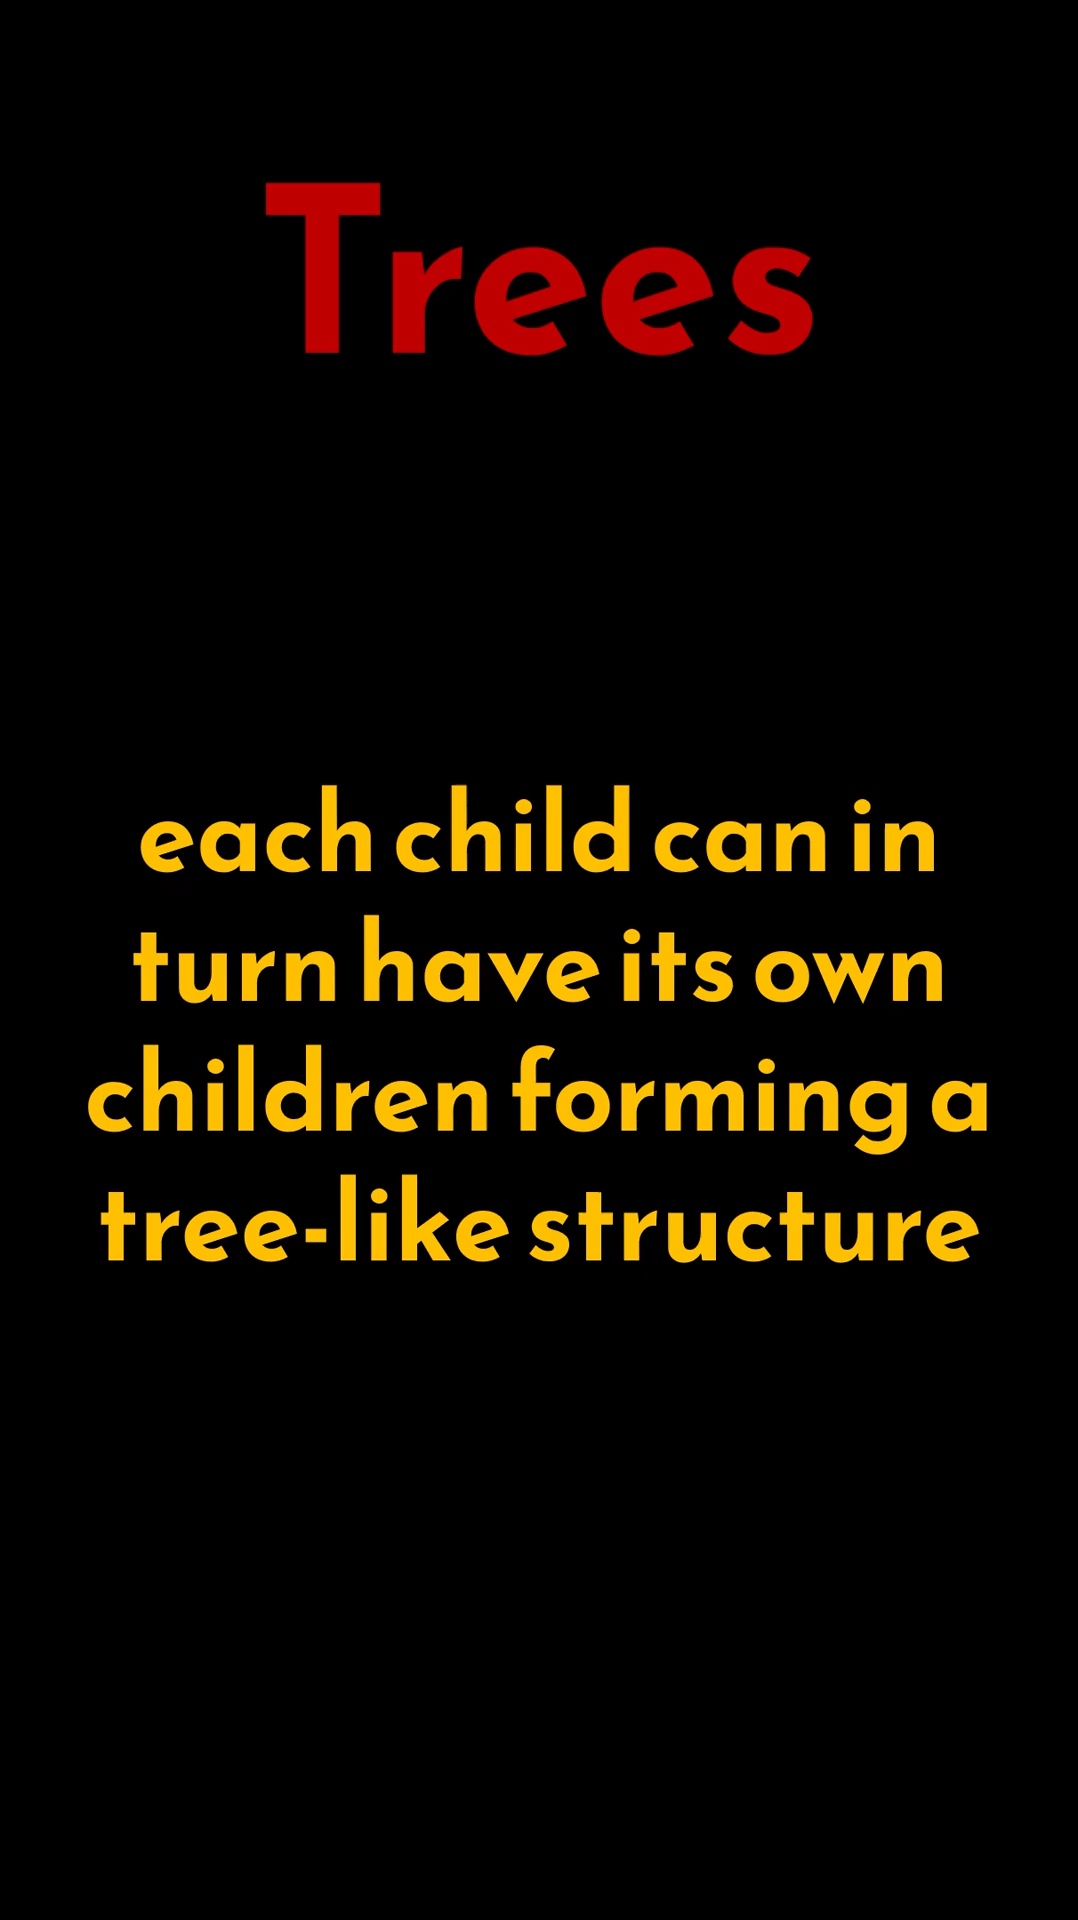 Trees
each child can in
turn have its own
children forming a
tree-like structure